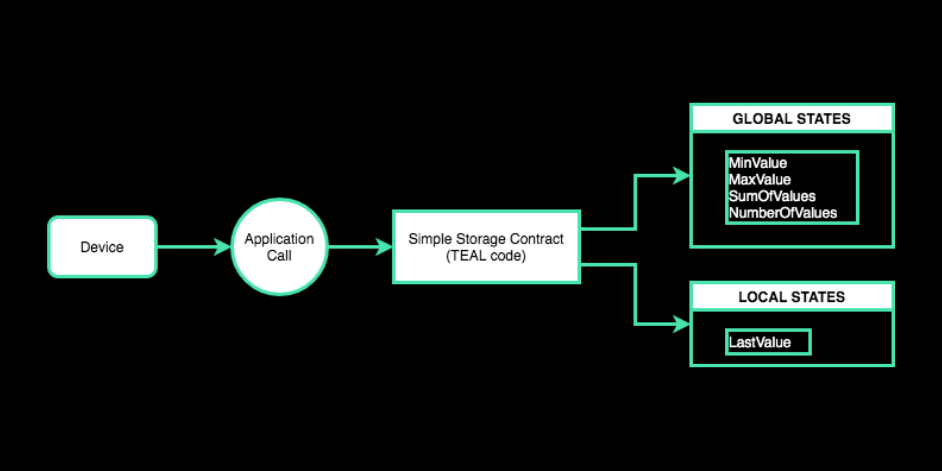 Device
Application
Call
Simple Storage Contract
(TEAL code)
GLOBAL STATES
MinValue
MaxValue
SumOfValues
NumberOfValues
LOCAL STATES
LastValue